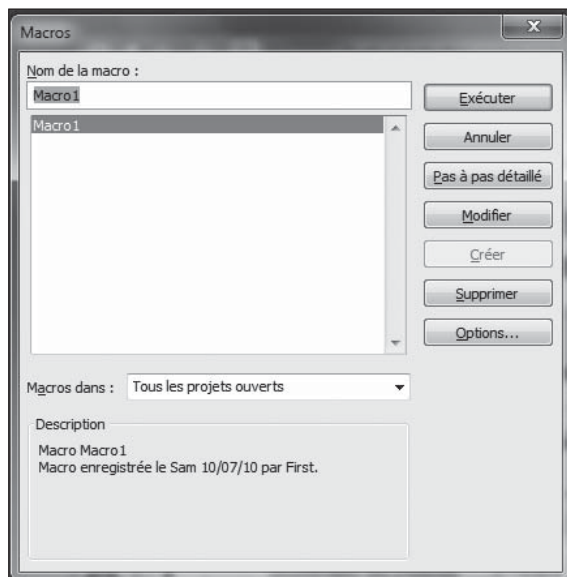 Macros
x
Nom de la macro :
Macro1
Macro1
Exécuter
Annuler
Pas à pas détaillé
Modifier
Créer
Supprimer
Options...
Macros dans : Tous les projets ouverts
Description
Macro Macro1
Macro enregistrée le Sam 10/07/10 par First.